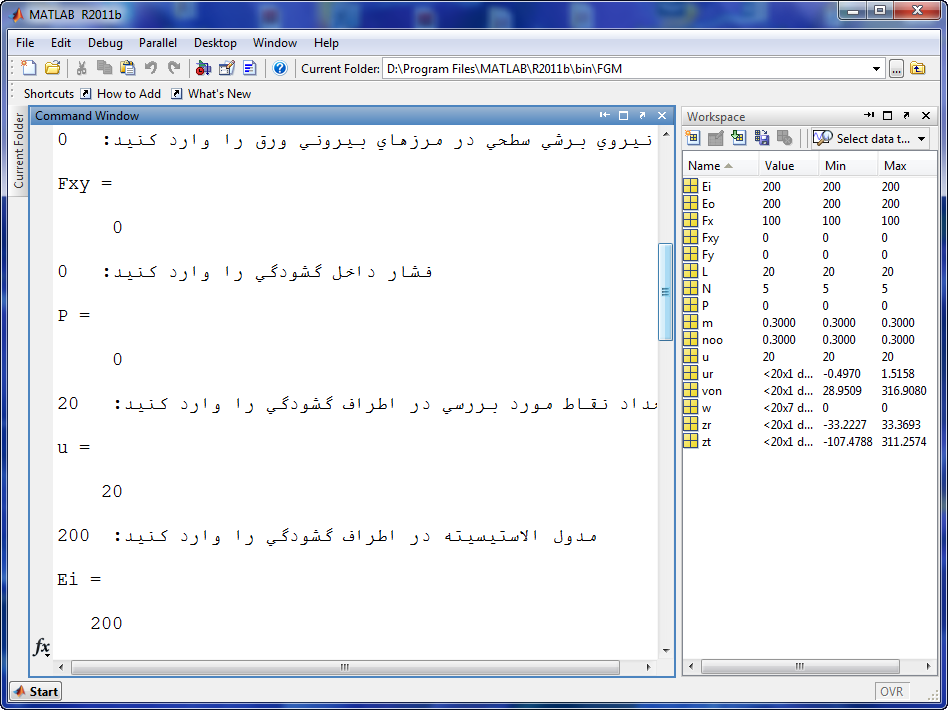 MATLAB R2011b
File Edit Debug Parallel Desktop Window Help
Current Folder: D:\Program Files\MATLAB\R2011b\bin\FGM
Shortcuts How to Add What's New
Current Folder
Command Window
نيروي برشي سطحي در مرزهاي بيروني ورق را وارد کنيد: 0
Fxy =
0
فشار داخل گشودگي را وارد کنيد: 0
P =
0
نقاط مورد بررسي در اطراف گشودگي را وارد کنيد: 20
u =
20
مدول الاستيسيته در اطراف گشودگي را وارد کنيد: 200
Ei =
200
fx
Workspace
Select data t...
Name Value Min Max
Ei 200 200 200
Eo 200 200 200
Fx 100 100 100
Fxy 0 0 0
Fy 0 0 0
L 20 20 20
N 5 5 5
P 0 0 0
m 0.3000 0.3000 0.3000
noo 0.3000 0.3000 0.3000
u 20 20 20
ur <20x1 d... -0.4970 1.5158
von <20x1 d... 28.9509 316.9080
w <20x7 d... 0 0
zr <20x1 d... -33.2227 33.3693
zt <20x1 d... -107.4788 311.2574
Start
OVR